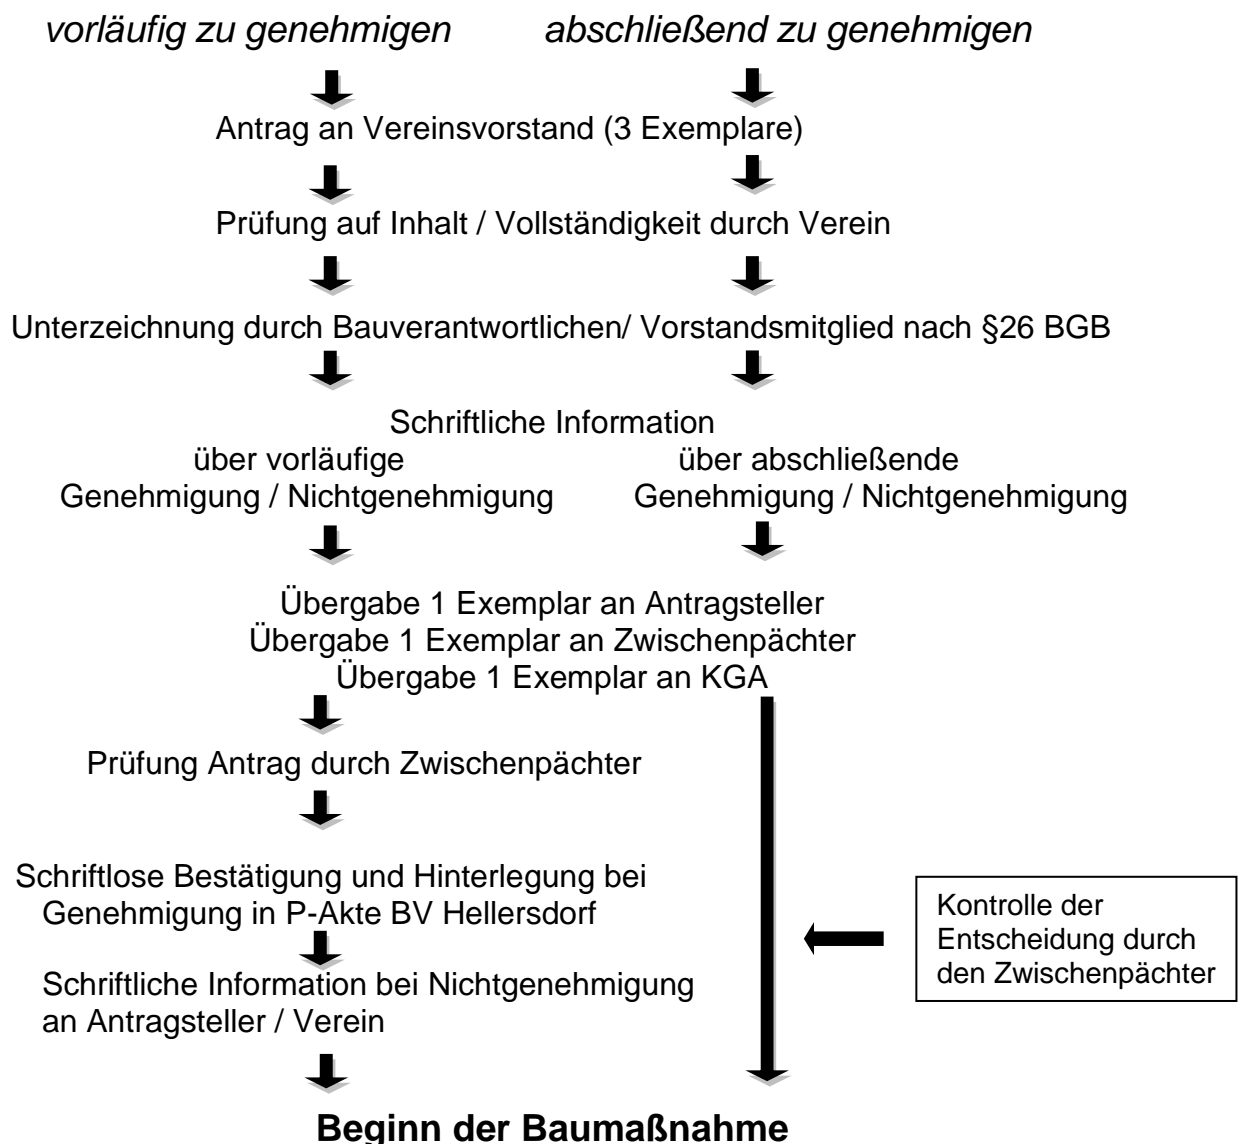 vorläufig zu genehmigen abschließend zu genehmigen
Antrag an Vereinsvorstand (3 Exemplare)
Prüfung auf Inhalt / Vollständigkeit durch Verein
Unterzeichnung durch Bauverantwortlichen/ Vorstandsmitglied nach §26 BGB
Schriftliche Information
über vorläufige
Genehmigung / Nichtgenehmigung
über abschließende
Genehmigung / Nichtgenehmigung
Übergabe 1 Exemplar an Antragsteller
Übergabe 1 Exemplar an Zwischenpächter
Übergabe 1 Exemplar an KGA
Prüfung Antrag durch Zwischenpächter
Schriftlose Bestätigung und Hinterlegung bei
Genehmigung in P-Akte BV Hellersdorf
Schriftliche Information bei Nichtgenehmigung
an Antragsteller / Verein
Kontrolle der
Entscheidung durch
den Zwischenpächter
Beginn der Baumaßnahme